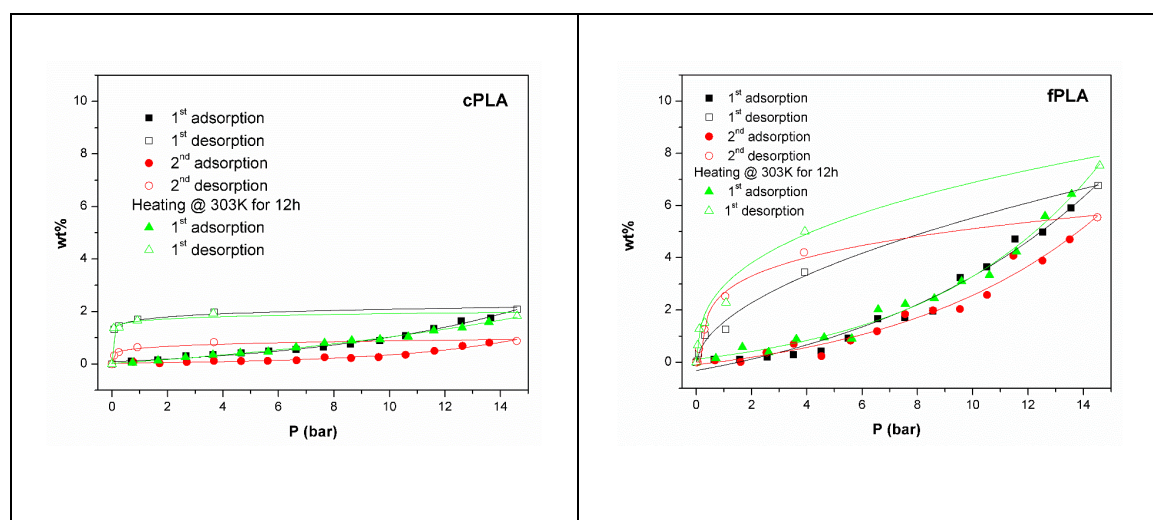 cPLA
1st adsorption
1st desorption
2nd adsorption
2nd desorption
Heating @ 303K for 12h
1st adsorption
1st desorption
10
8
6
4
2
0
wt%
0 2 4 6 8 10 12 14
P (bar)
fPLA
1st adsorption
1st desorption
2nd adsorption
2nd desorption
Heating @ 303K for 12h
1st adsorption
1st desorption
10
8
6
4
2
0
wt%
0 2 4 6 8 10 12 14
P (bar)